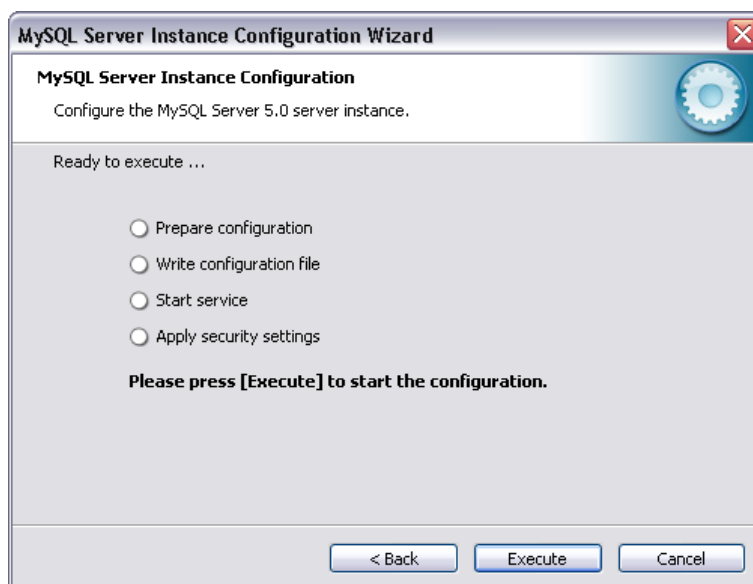 MySQL Server Instance Configuration Wizard
MySQL Server Instance Configuration
Configure the MySQL Server 5.0 server instance.
Ready to execute ...
Prepare configuration
Write configuration file
Start service
Apply security settings
Please press [Execute] to start the configuration.
< Back
Execute
Cancel